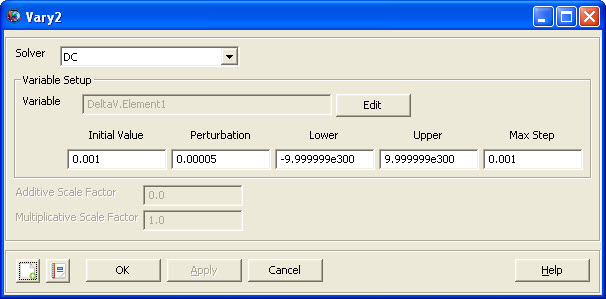 Vary2
Solver DC
Variable Setup
Variable DeltaV.Element1 Edit
Initial Value Perturbation Lower Upper Max Step
0.001 0.00005 -9.999999e300 9.999999e300 0.001
Additive Scale Factor 0.0
Multiplicative Scale Factor 1.0
OK Apply Cancel Help